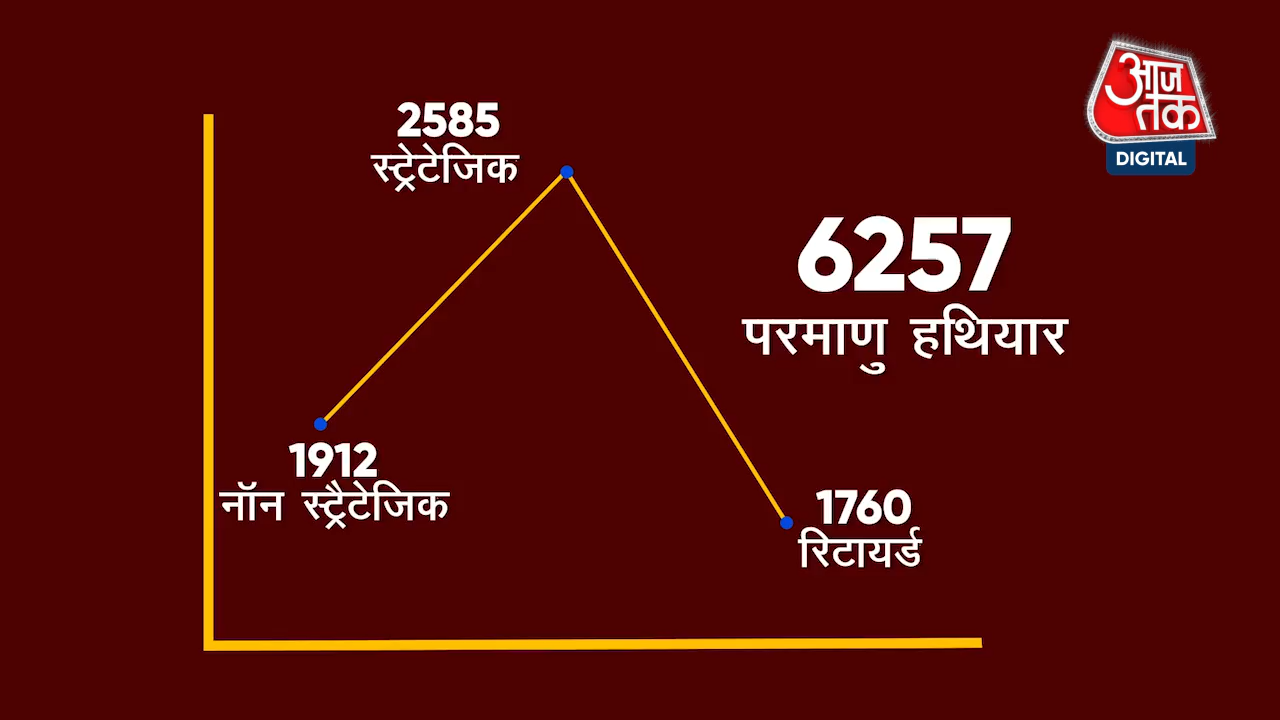 आज
तक
DIGITAL
2585
स्ट्रेटेजिक
6257
परमाणु हथियार
1912
नॉन स्ट्रैटेजिक
1760
रिटायर्ड